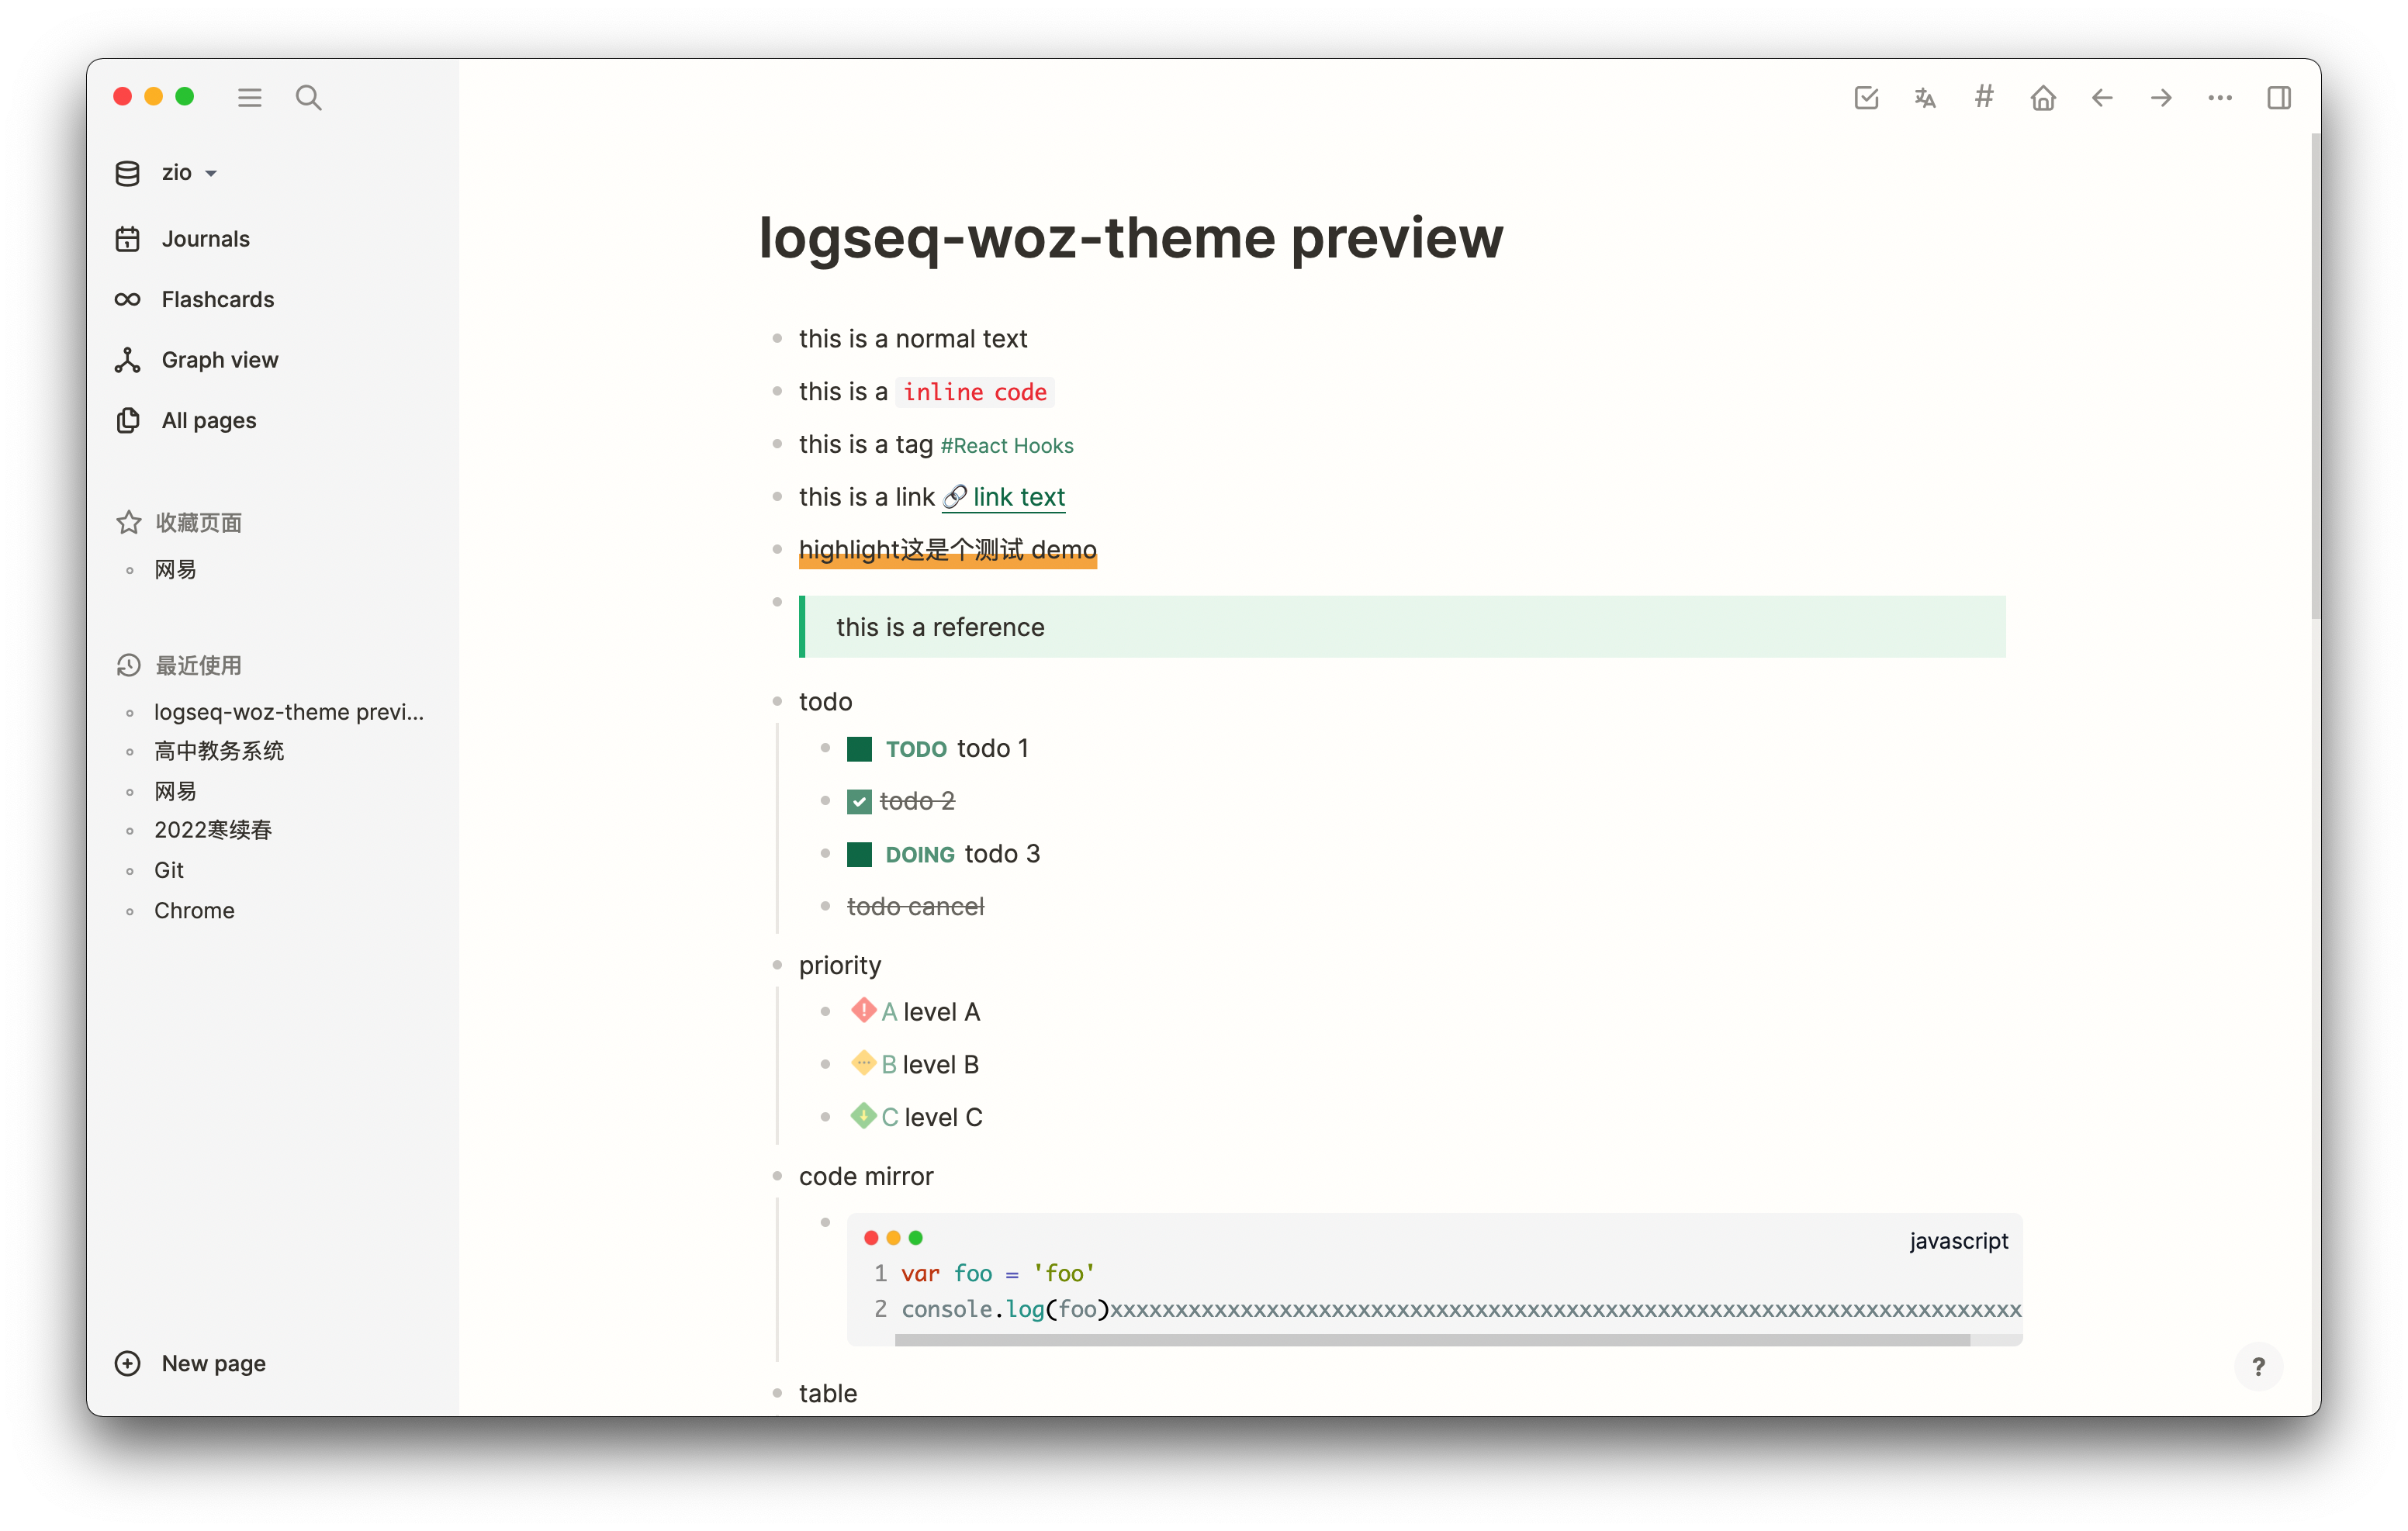 zio
Journals
Flashcards
Graph view
All pages
收藏页面
网易
最近使用
logseq-woz-theme previ...
高中教务系统
网易
2022寒续春
Git
Chrome
New page
logseq-woz-theme preview
this is a normal text
this is a inline code
this is a tag #React Hooks
this is a link link text
highlight这是个测试 demo
this is a reference
todo
TODO todo 1
todo 2
DOING todo 3
todo cancel
priority
A level A
B level B
C level C
code mirror
javascript
1 var foo = 'foo'
2 console.log(foo)xxxxxxxxxxxxxxxxxxxxxxxxxxxxxxxxxxxxxxxxxxxxxxxxxxxxxxxxxxxxxxxxxxxxxx
table
?